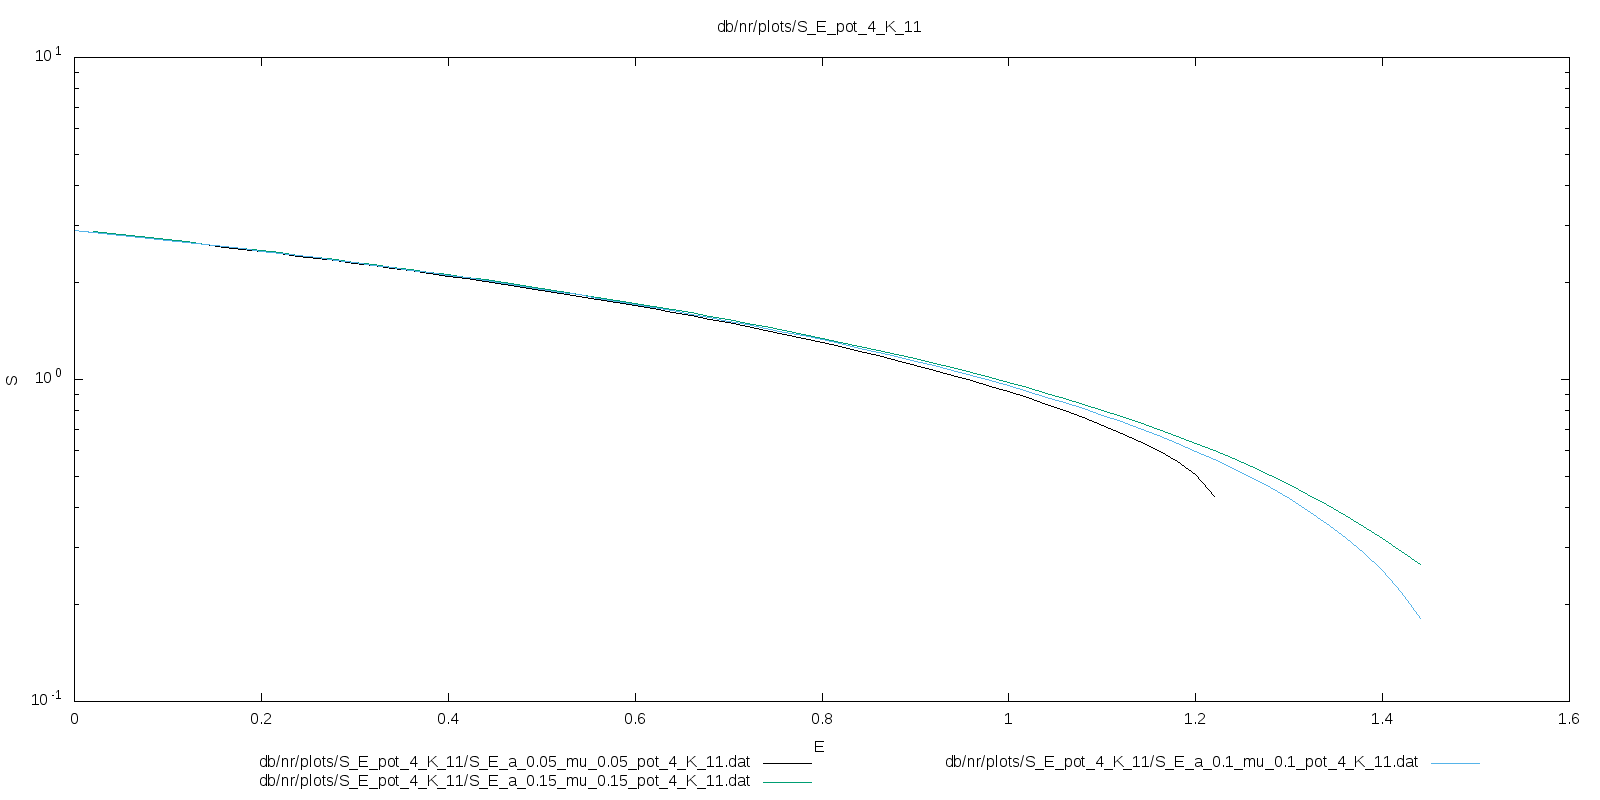 db/nr/plots/S_E_pot_4_K_11
10^1
10^0
10^-1
S
0 0.2 0.4 0.6 0.8 1 1.2 1.4 1.6
E
db/nr/plots/S_E_pot_4_K_11/S_E_a_0.05_mu_0.05_pot_4_K_11.dat db/nr/plots/S_E_pot_4_K_11/S_E_a_0.1_mu_0.1_pot_4_K_11.dat
db/nr/plots/S_E_pot_4_K_11/S_E_a_0.15_mu_0.15_pot_4_K_11.dat